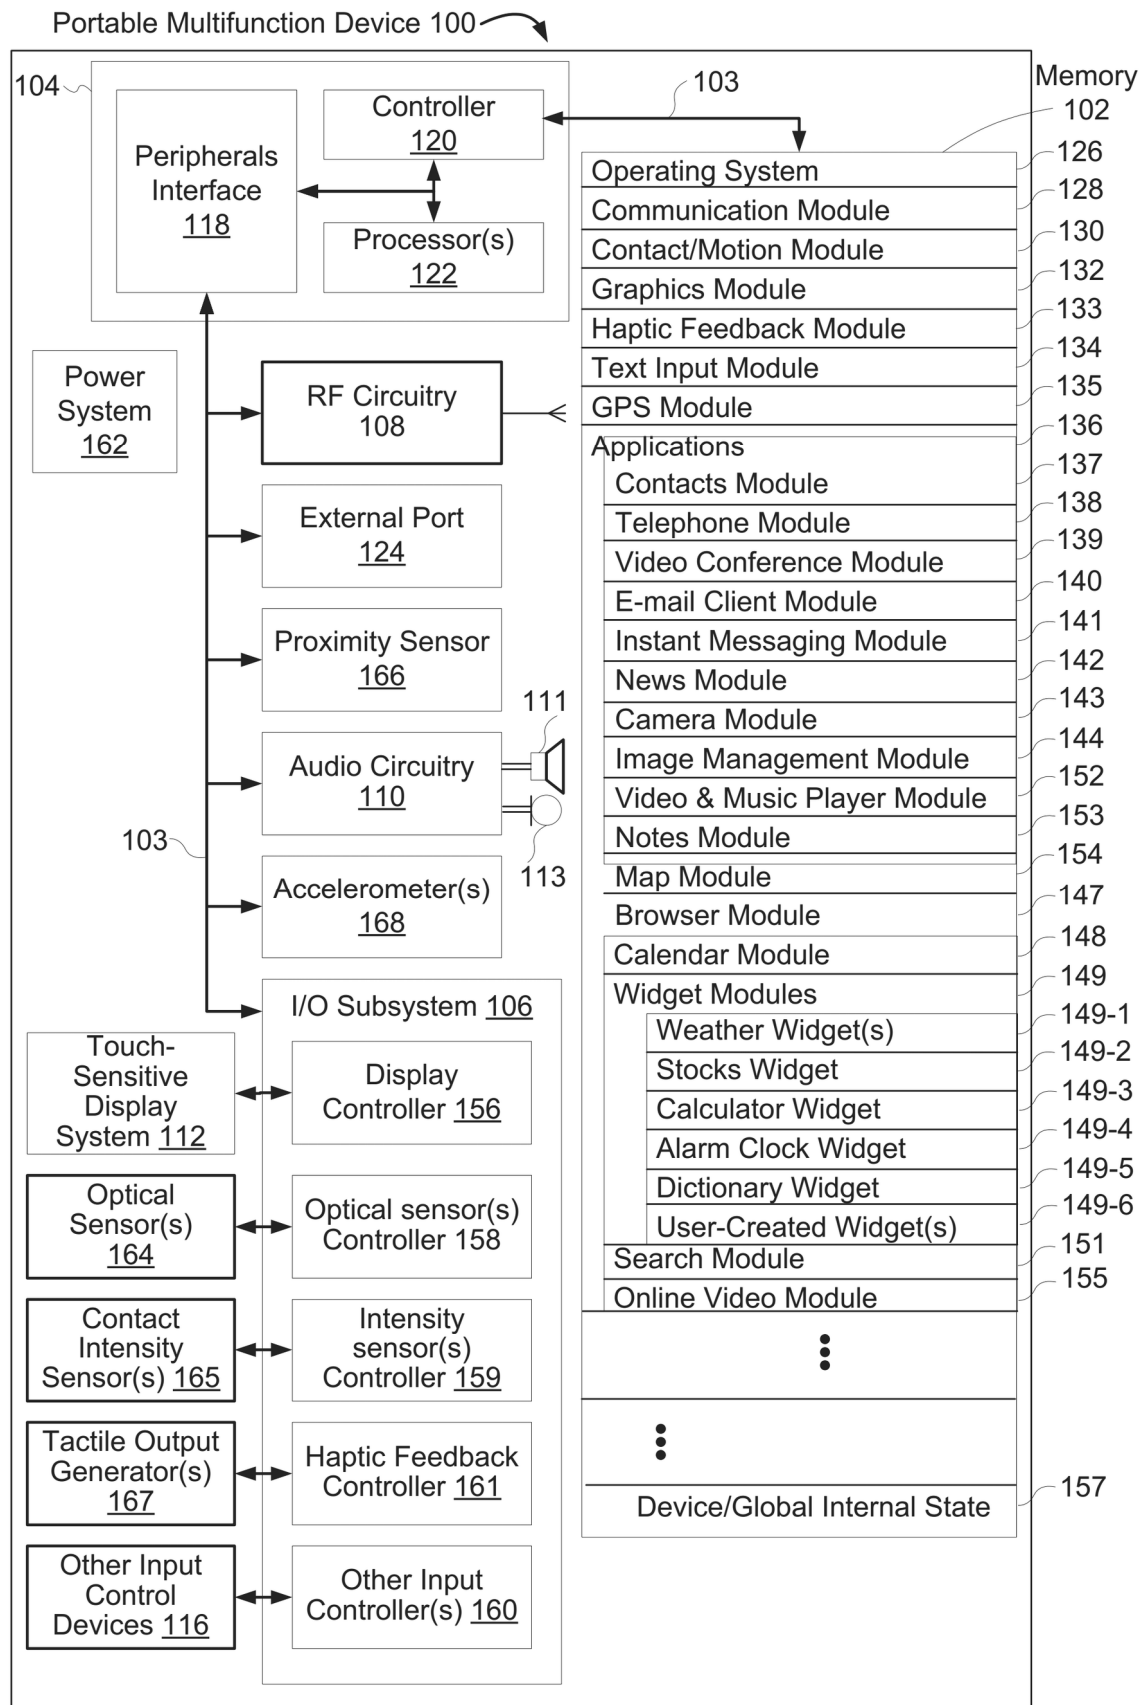 Portable Multifunction Device 100
104
Peripherals
Interface
118
Controller
120
Processor(s)
122
103
Memory
102
Power
System
162
RF Circuitry
108
External Port
124
Proximity Sensor
166
Audio Circuitry
110
111
113
103
Accelerometer(s)
168
I/O Subsystem 106
Touch-
Sensitive
Display
System 112
Display
Controller 156
Optical
Sensor(s)
164
Optical sensor(s)
Controller 158
Contact
Intensity
Sensor(s) 165
Intensity
sensor(s)
Controller 159
Tactile Output
Generator(s)
167
Haptic Feedback
Controller 161
Other Input
Control
Devices 116
Other Input
Controller(s) 160
Operating System 126
Communication Module 128
Contact/Motion Module 130
Graphics Module 132
Haptic Feedback Module 133
Text Input Module 134
GPS Module 135
Applications 136
Contacts Module 137
Telephone Module 138
Video Conference Module 139
E-mail Client Module 140
Instant Messaging Module 141
News Module 142
Camera Module 143
Image Management Module 144
Video & Music Player Module 152
Notes Module 153
Map Module 154
Browser Module 147
Calendar Module 148
Widget Modules 149
Weather Widget(s) 149-1
Stocks Widget 149-2
Calculator Widget 149-3
Alarm Clock Widget 149-4
Dictionary Widget 149-5
User-Created Widget(s) 149-6
Search Module 151
Online Video Module 155
Device/Global Internal State 157